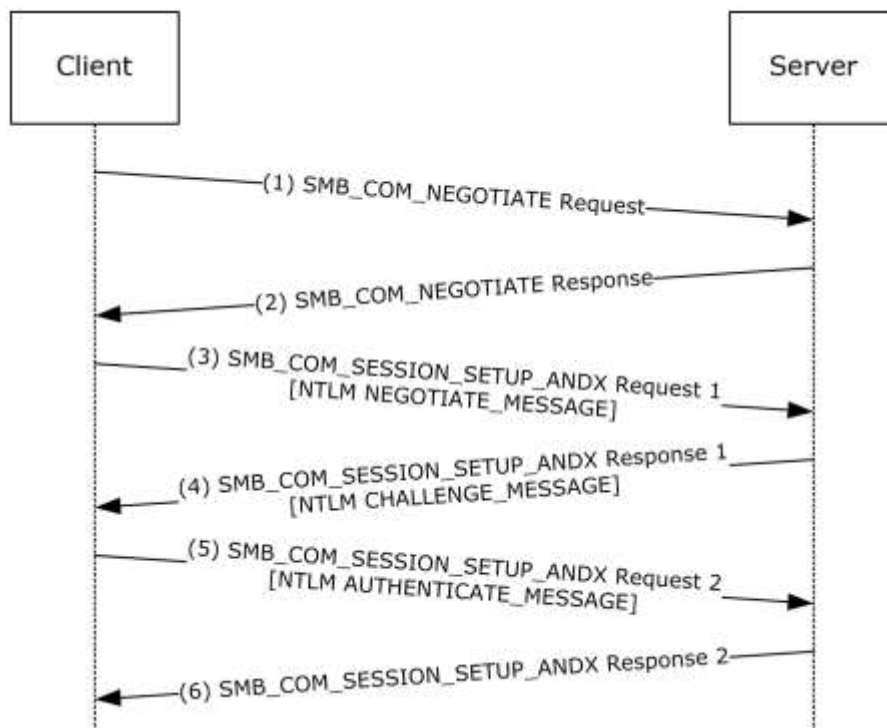 Client
Server
(1) SMB_COM_NEGOTIATE Request
(2) SMB_COM_NEGOTIATE Response
(3) SMB_COM_SESSION_SETUP_ANDX Request 1
[NTLM NEGOTIATE_MESSAGE]
(4) SMB_COM_SESSION_SETUP_ANDX Response 1
[NTLM CHALLENGE_MESSAGE]
(5) SMB_COM_SESSION_SETUP_ANDX Request 2
[NTLM AUTHENTICATE_MESSAGE]
(6) SMB_COM_SESSION_SETUP_ANDX Response 2